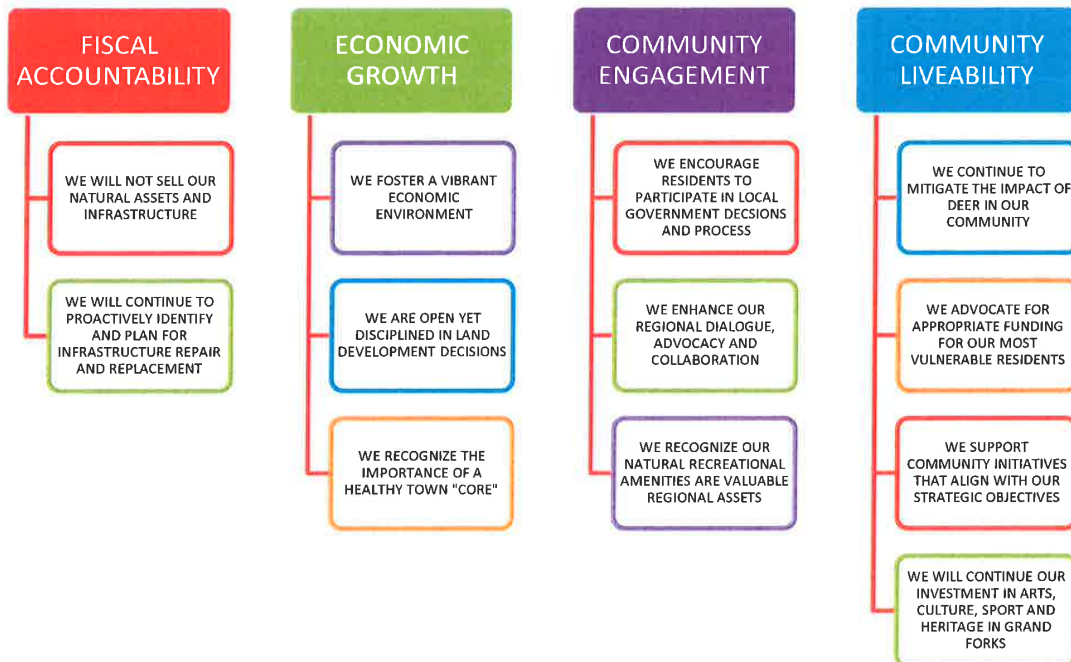 FISCAL
ACCOUNTABILITY
WE WILL NOT SELL OUR
NATURAL ASSETS AND
INFRASTRUCTURE
WE WILL CONTINUE TO
PROACTIVELY IDENTIFY
AND PLAN FOR
INFRASTRUCTURE REPAIR
AND REPLACEMENT
ECONOMIC
GROWTH
WE FOSTER A VIBRANT
ECONOMIC
ENVIRONMENT
WE ARE OPEN YET
DISCIPLINED IN LAND
DEVELOPMENT DECISIONS
WE RECOGNIZE THE
IMPORTANCE OF A
HEALTHY TOWN "CORE"
COMMUNITY
ENGAGEMENT
WE ENCOURAGE
RESIDENTS TO
PARTICIPATE IN LOCAL
GOVERNMENT DECSIONS
AND PROCESS
WE ENHANCE OUR
REGIONAL DIALOGUE,
ADVOCACY AND
COLLABORATION
WE RECOGNIZE OUR
NATURAL RECREATIONAL
AMENITIES ARE VALUABLE
REGIONAL ASSETS
COMMUNITY
LIVEABILITY
WE CONTINUE TO
MITIGATE THE IMPACT OF
DEER IN OUR
COMMUNITY
WE ADVOCATE FOR
APPROPRIATE FUNDING
FOR OUR MOST
VULNERABLE RESIDENTS
WE SUPPORT
COMMUNITY INITIATIVES
THAT ALIGN WITH OUR
STRATEGIC OBJECTIVES
WE WILL CONTINUE OUR
INVESTMENT IN ARTS,
CULTURE, SPORT AND
HERITAGE IN GRAND
FORKS